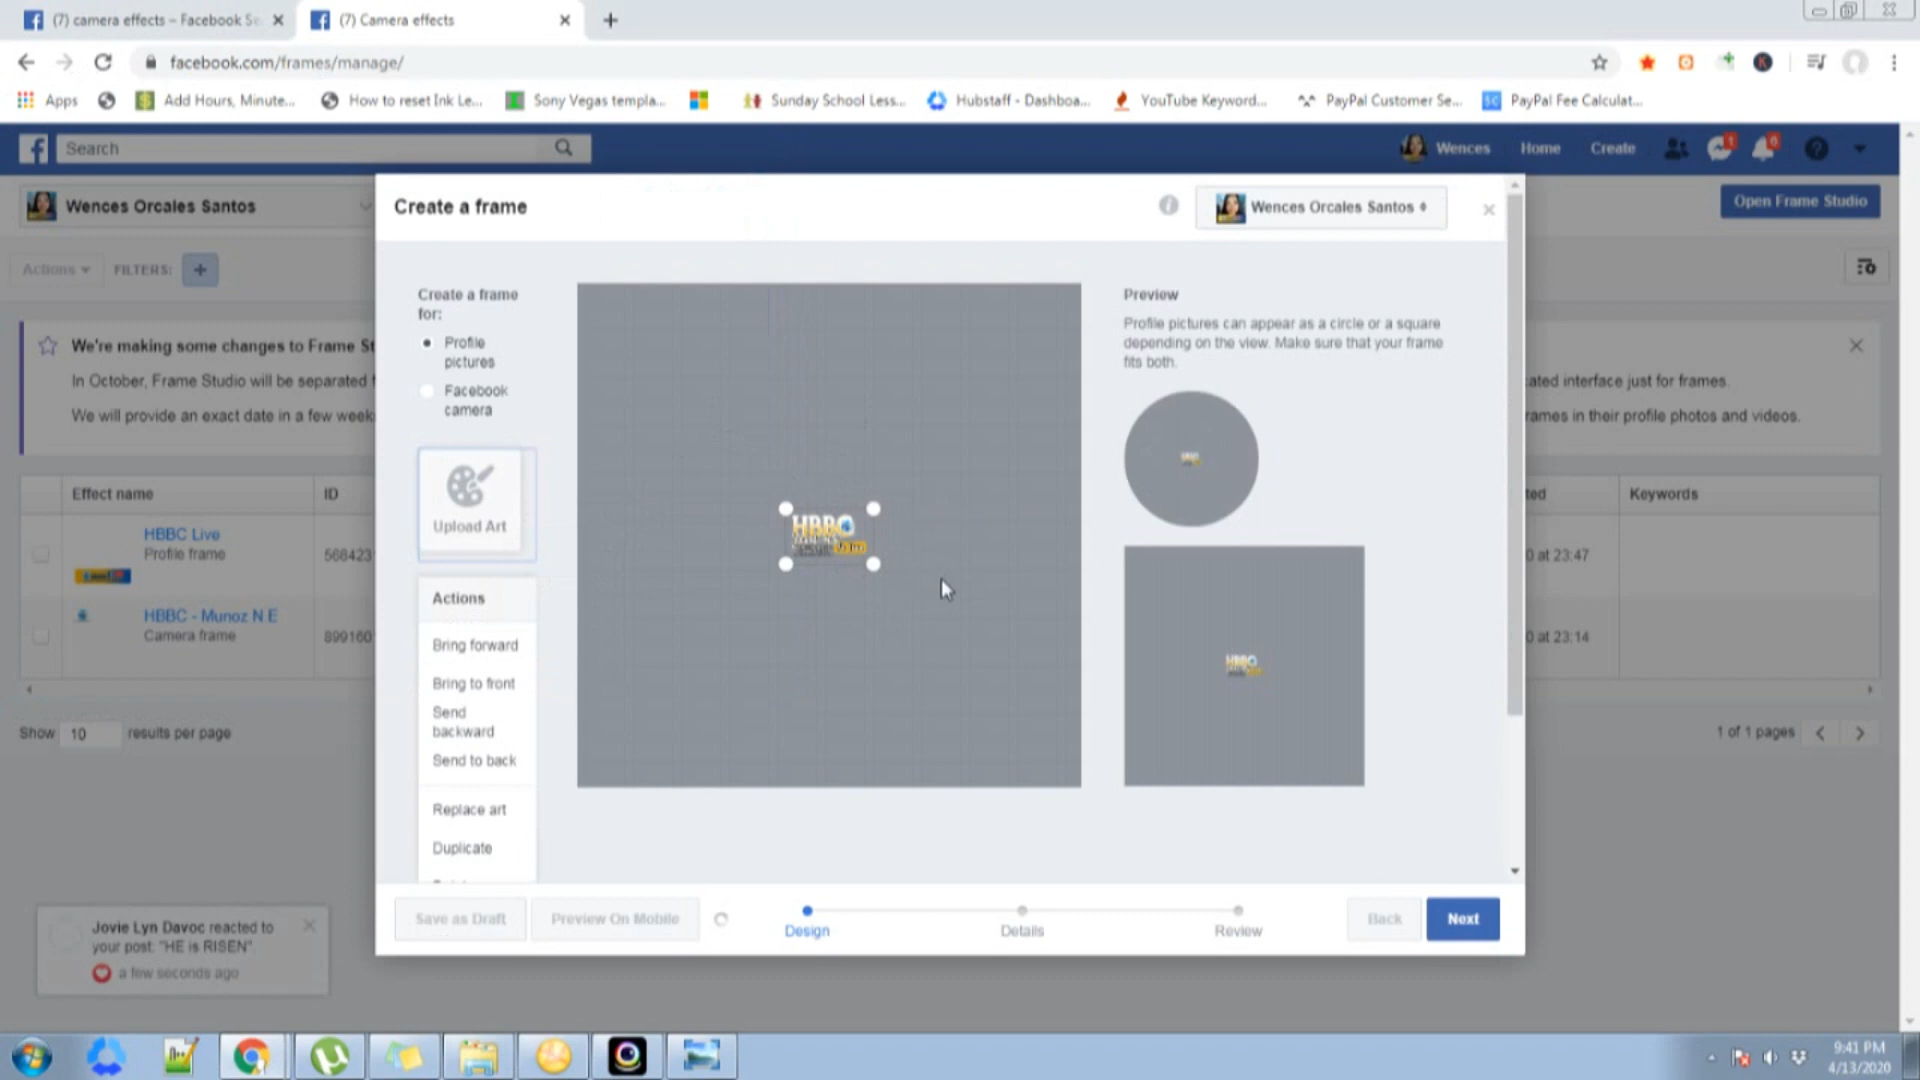 (7) camera effects – Facebook Se
(7) Camera effects
facebook.com/frames/manage/
Apps
Add Hours, Minute...
How to reset Ink Le...
Sony Vegas templa...
Sunday School Less...
Hubstaff - Dashboa...
YouTube Keyword...
PayPal Customer Se...
PayPal Fee Calculat...
Search
Wences
Home
Create
1
6
Wences Orcales Santos
Create a frame
Wences Orcales Santos
Open Frame Studio
Actions
FILTERS:
We're making some changes to Frame St
In October, Frame Studio will be separated f
ated interface just for frames.
We will provide an exact date in a few week
rames in their profile photos and videos.
Create a frame
for:
Profile
pictures
Facebook
camera
Upload Art
Preview
Profile pictures can appear as a circle or a square
depending on the view. Make sure that your frame
fits both.
Effect name
ID
ted
Keywords
HBBC Live
Profile frame
568423
0 at 23:47
HBBC - Munoz N.E
Camera frame
899160
0 at 23:14
HBBC
Actions
Bring forward
Bring to front
Send
backward
Send to back
Replace art
Duplicate
Show 10 results per page
1 of 1 pages
Save as Draft
Preview On Mobile
Design
Details
Review
Back
Next
Jovie Lyn Davoc reacted to
your post: "HE is RISEN".
a few seconds ago
9:41 PM
4/13/2020